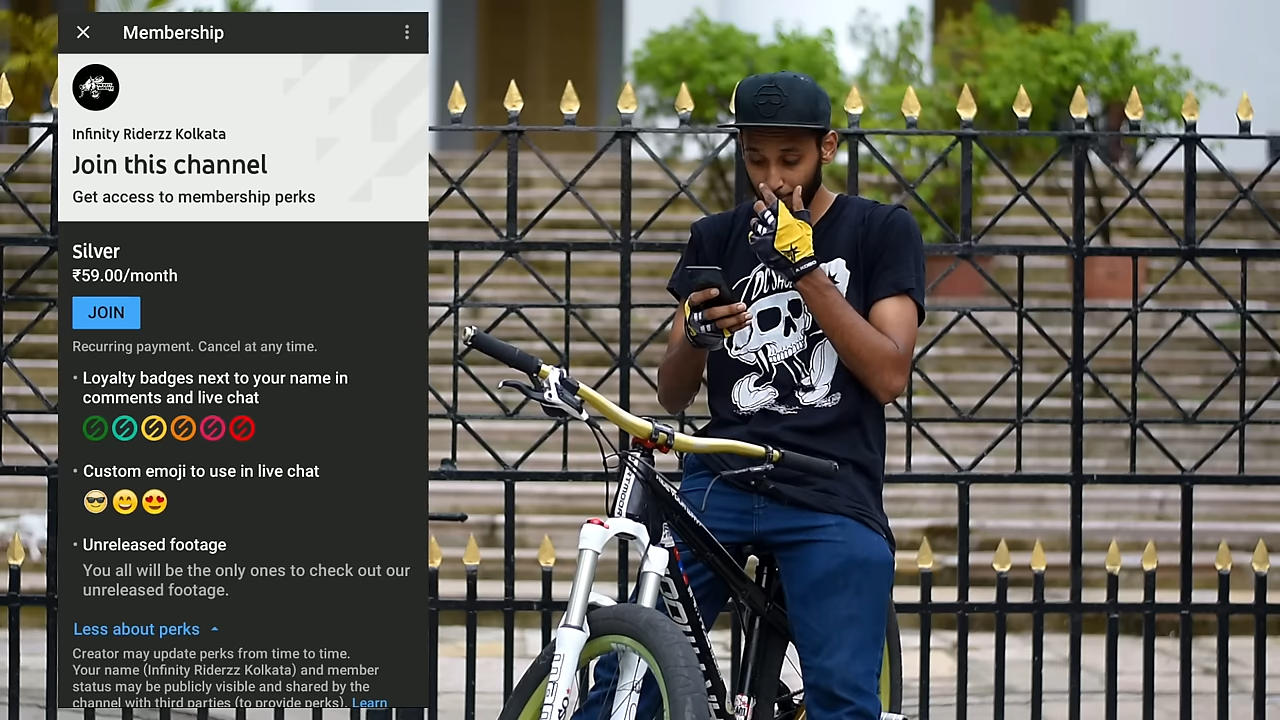 Membership
Infinity Riderzz Kolkata
Join this channel
Get access to membership perks
Silver
₹59.00/month
JOIN
Recurring payment. Cancel at any time.
• Loyalty badges next to your name in
comments and live chat
• Custom emoji to use in live chat
• Unreleased footage
You all will be the only ones to check out our
unreleased footage.
Less about perks
Creator may update perks from time to time.
Your name (Infinity Riderzz Kolkata) and member
status may be publicly visible and shared by the
channel with third parties (to provide perks). Learn
DC